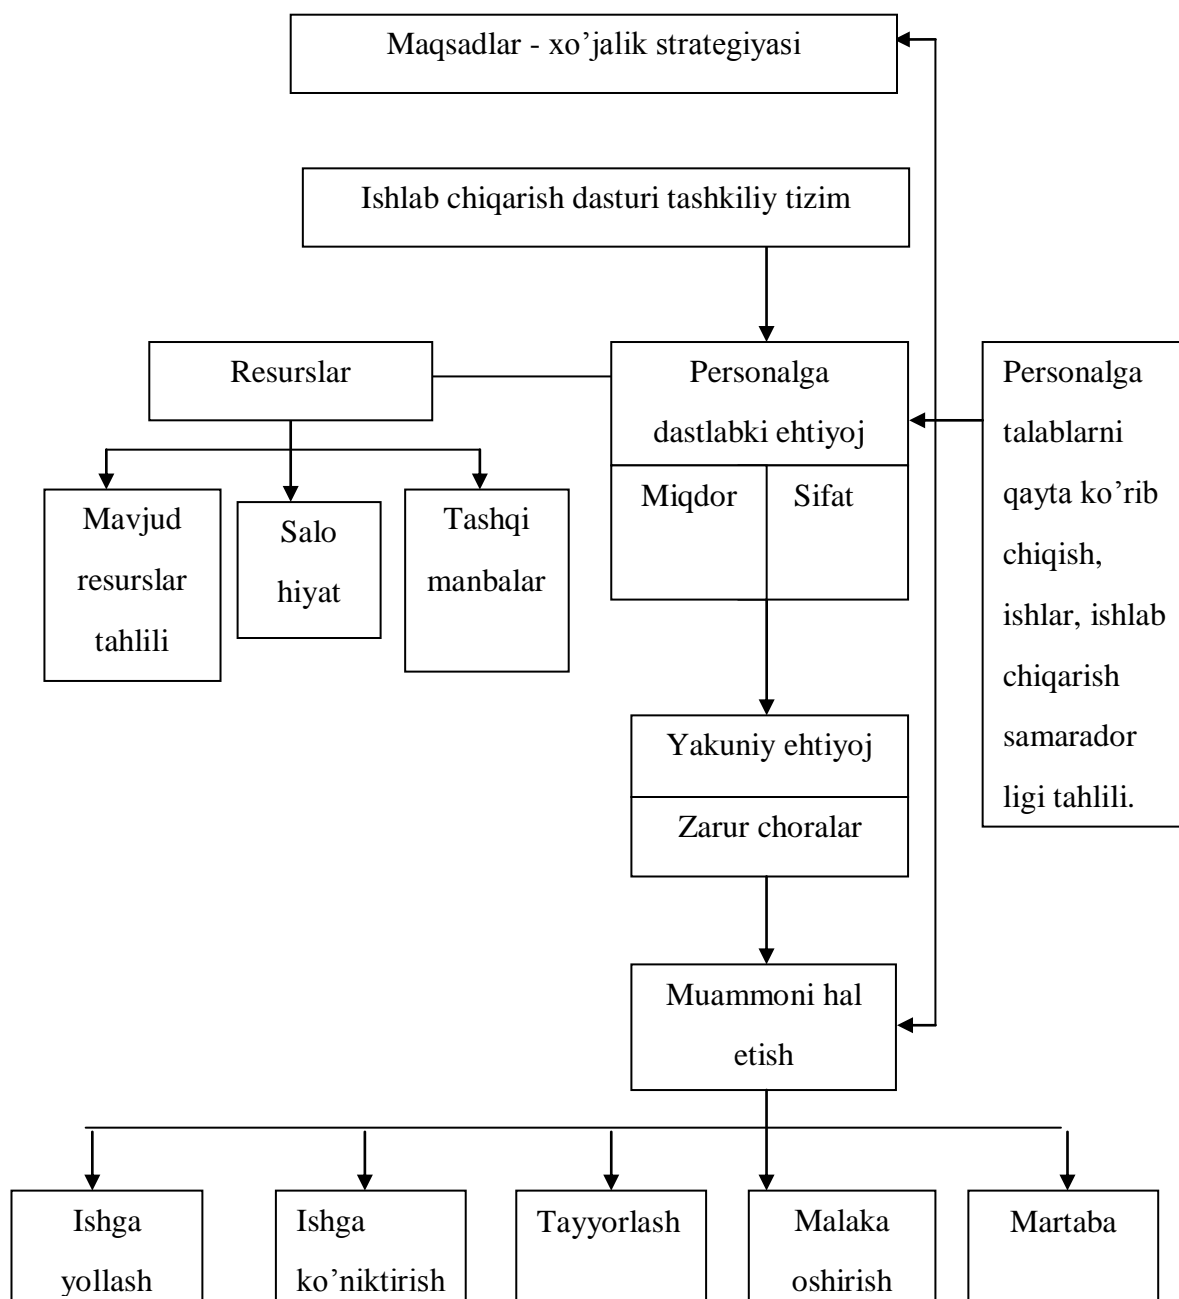 Maqsadlar - xo’jalik strategiyasi
Ishlab chiqarish dasturi tashkiliy tizim
Resurslar
Mavjud
resurslar
tahlili
Salo
hiyat
Tashqi
manbalar
Personalga
dastlabki ehtiyoj
Miqdor
Sifat
Personalga
talablarni
qayta ko’rib
chiqish,
ishlar, ishlab
chiqarish
samarador
ligi tahlili.
Yakuniy ehtiyoj
Zarur choralar
Muammoni hal
etish
Ishga
yollash
Ishga
ko’niktirish
Tayyorlash
Malaka
oshirish
Martaba